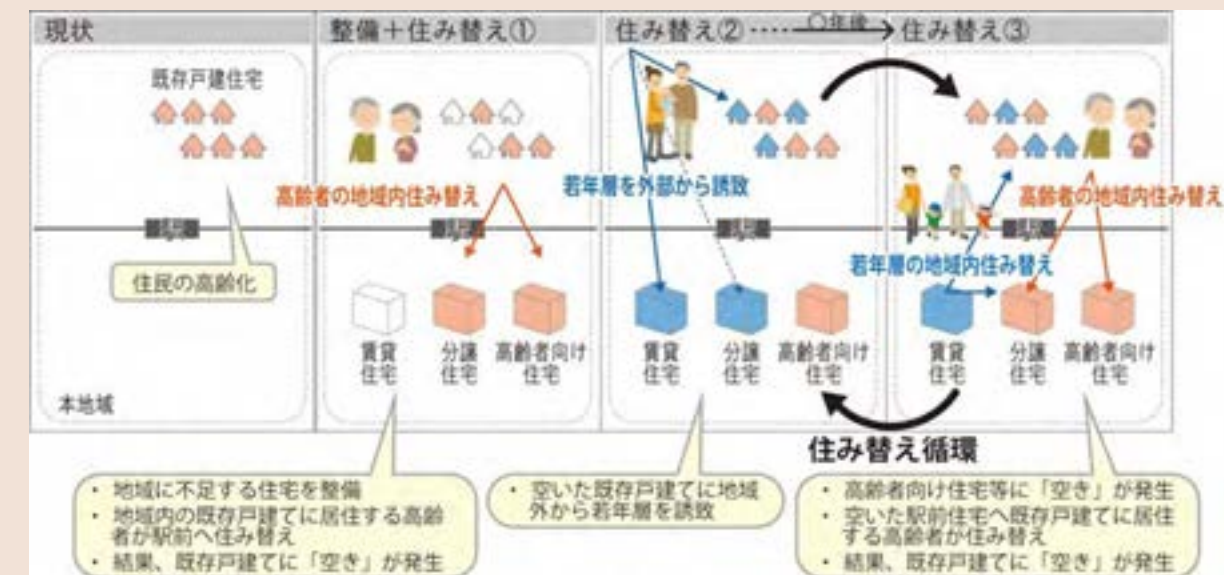 現状
整備＋住み替え①
住み替え②
〇年後
住み替え③
既存戸建住宅
高齢者の地域内住み替え
若年層を外部から誘致
高齢者の地域内住み替え
駅
駅
駅
駅
住民の高齢化
若年層の地域内住み替え
賃貸
住宅
分譲
住宅
高齢者向け
住宅
賃貸
住宅
分譲
住宅
高齢者向け
住宅
賃貸
住宅
分譲
住宅
高齢者向け
住宅
本地域
住み替え循環
・ 地域に不足する住宅を整備
・ 地域内の既存戸建てに居住する高齢
者が駅前へ住み替え
・ 結果、既存戸建てに「空き」が発生
・ 空いた既存戸建てに地域
外から若年層を誘致
・ 高齢者向け住宅等に「空き」が発生
・ 空いた駅前住宅へ既存戸建てに居住
する高齢者が住み替え
・ 結果、既存戸建てに「空き」が発生